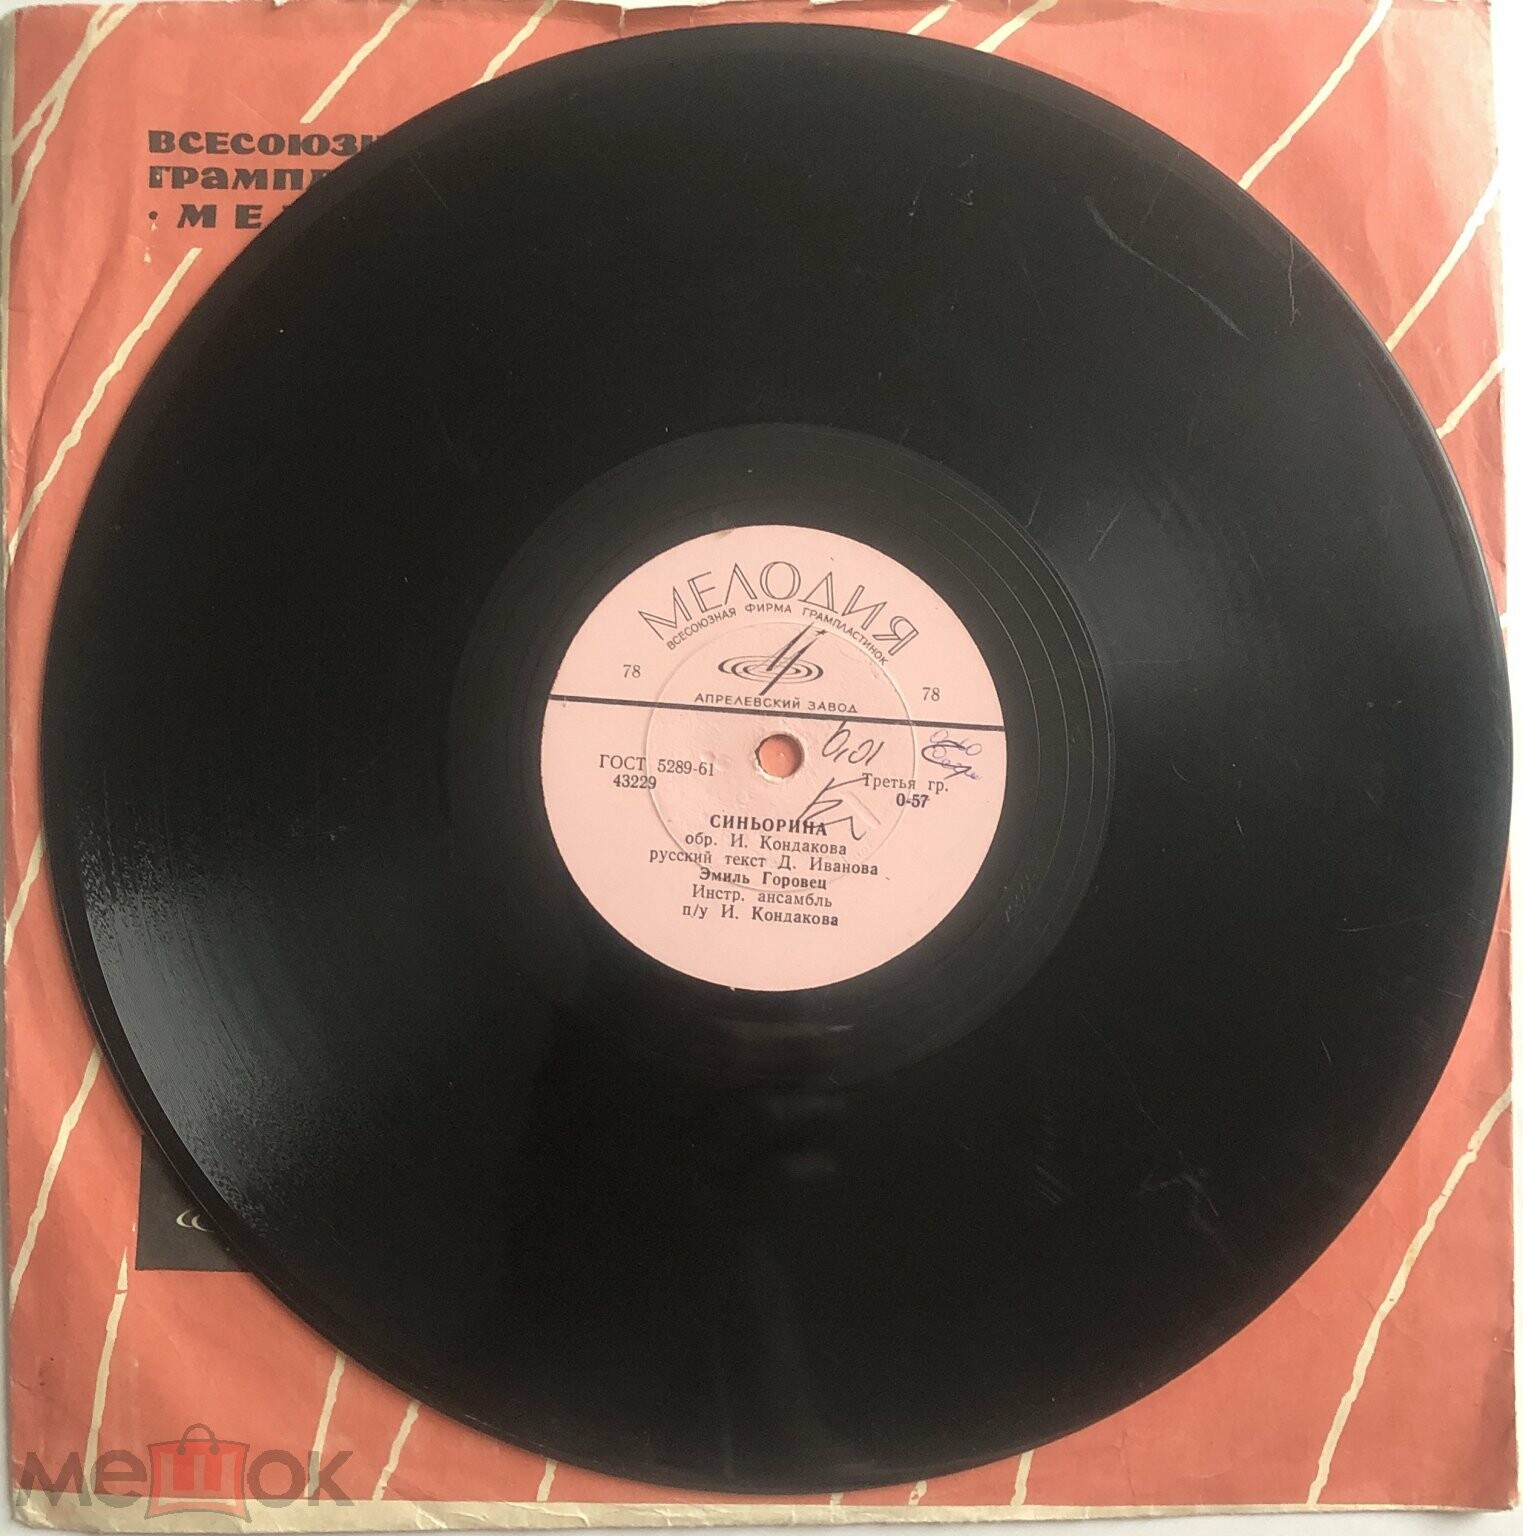 ВСЕСОЮЗН
ГРАМПЛ
• МЕ
МЕЛОДИЯ
ВСЕСОЮЗНАЯ ФИРМА ГРАМПЛАСТИНОК
78
78
АПРЕЛЕВСКИЙ ЗАВОД
ГОСТ 5289-61
43229
Третья гр.
0-57
СИНЬОРИНА
обр. И. Кондакова
русский текст Д. Иванова
Эмиль Горовец
Инстр. ансамбль
п/у И. Кондакова
мешок